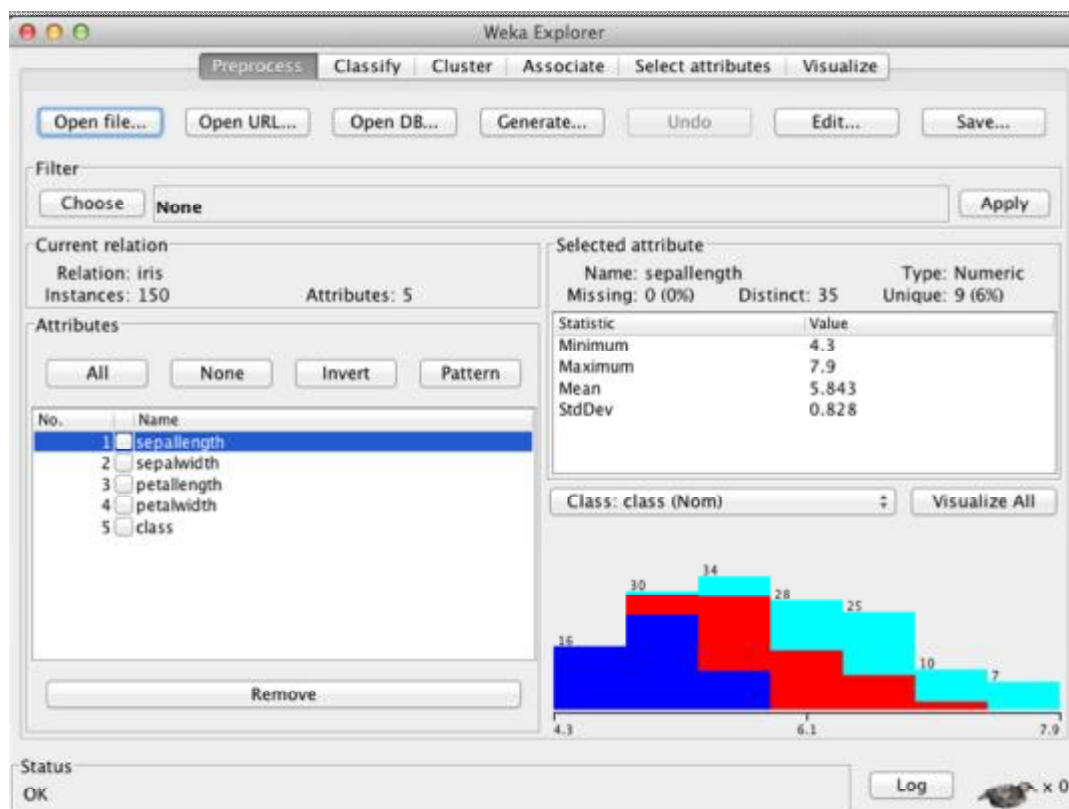 Weka Explorer
Preprocess Classify Cluster Associate Select attributes Visualize
Open file... Open URL... Open DB... Generate... Undo Edit... Save...
Filter
Choose None Apply
Current relation
Relation: iris
Instances: 150 Attributes: 5
Attributes
All None Invert Pattern
No. Name
1 sepallength
2 sepalwidth
3 petallength
4 petalwidth
5 class
Remove
Selected attribute
Name: sepallength Type: Numeric
Missing: 0 (0%) Distinct: 35 Unique: 9 (6%)
Statistic Value
Minimum 4.3
Maximum 7.9
Mean 5.843
StdDev 0.828
Class: class (Nom) Visualize All
16 30 34 28 25 10 7
4.3 6.1 7.9
Status
OK
Log x 0